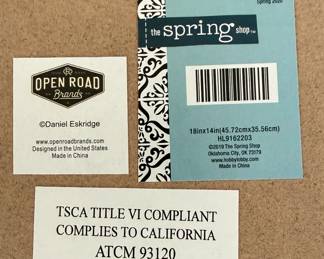 OPEN ROAD
Brands
©Daniel Eskridge
www.openroadbrands.com
Designed in the United States
Made in China
Spring 2020
the spring shop™
18inx14in(45.72cmx35.56cm)
HL9162203
©2019 The Spring Shop
Oklahoma City, OK 73179
www.hobbylobby.com
Made in China
TSCA TITLE VI COMPLIANT
COMPLIES TO CALIFORNIA
ATCM 93120